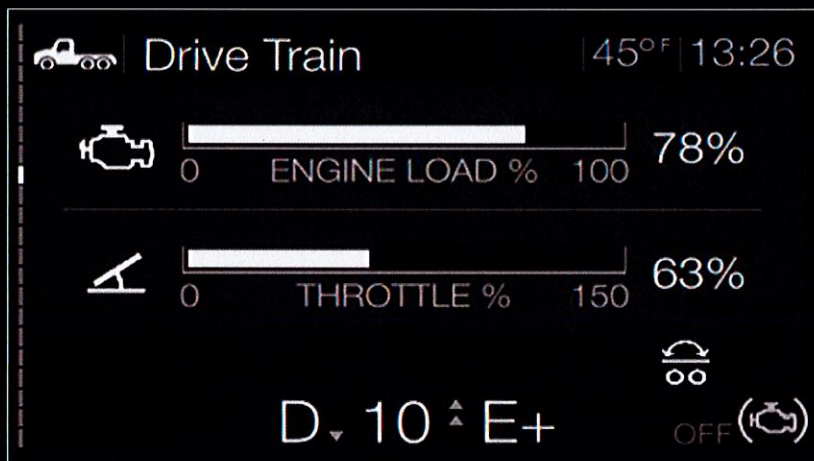 Drive Train 45°F 13:26
78%
0 ENGINE LOAD % 100
63%
0 THROTTLE % 150
D 10 E+
OFF